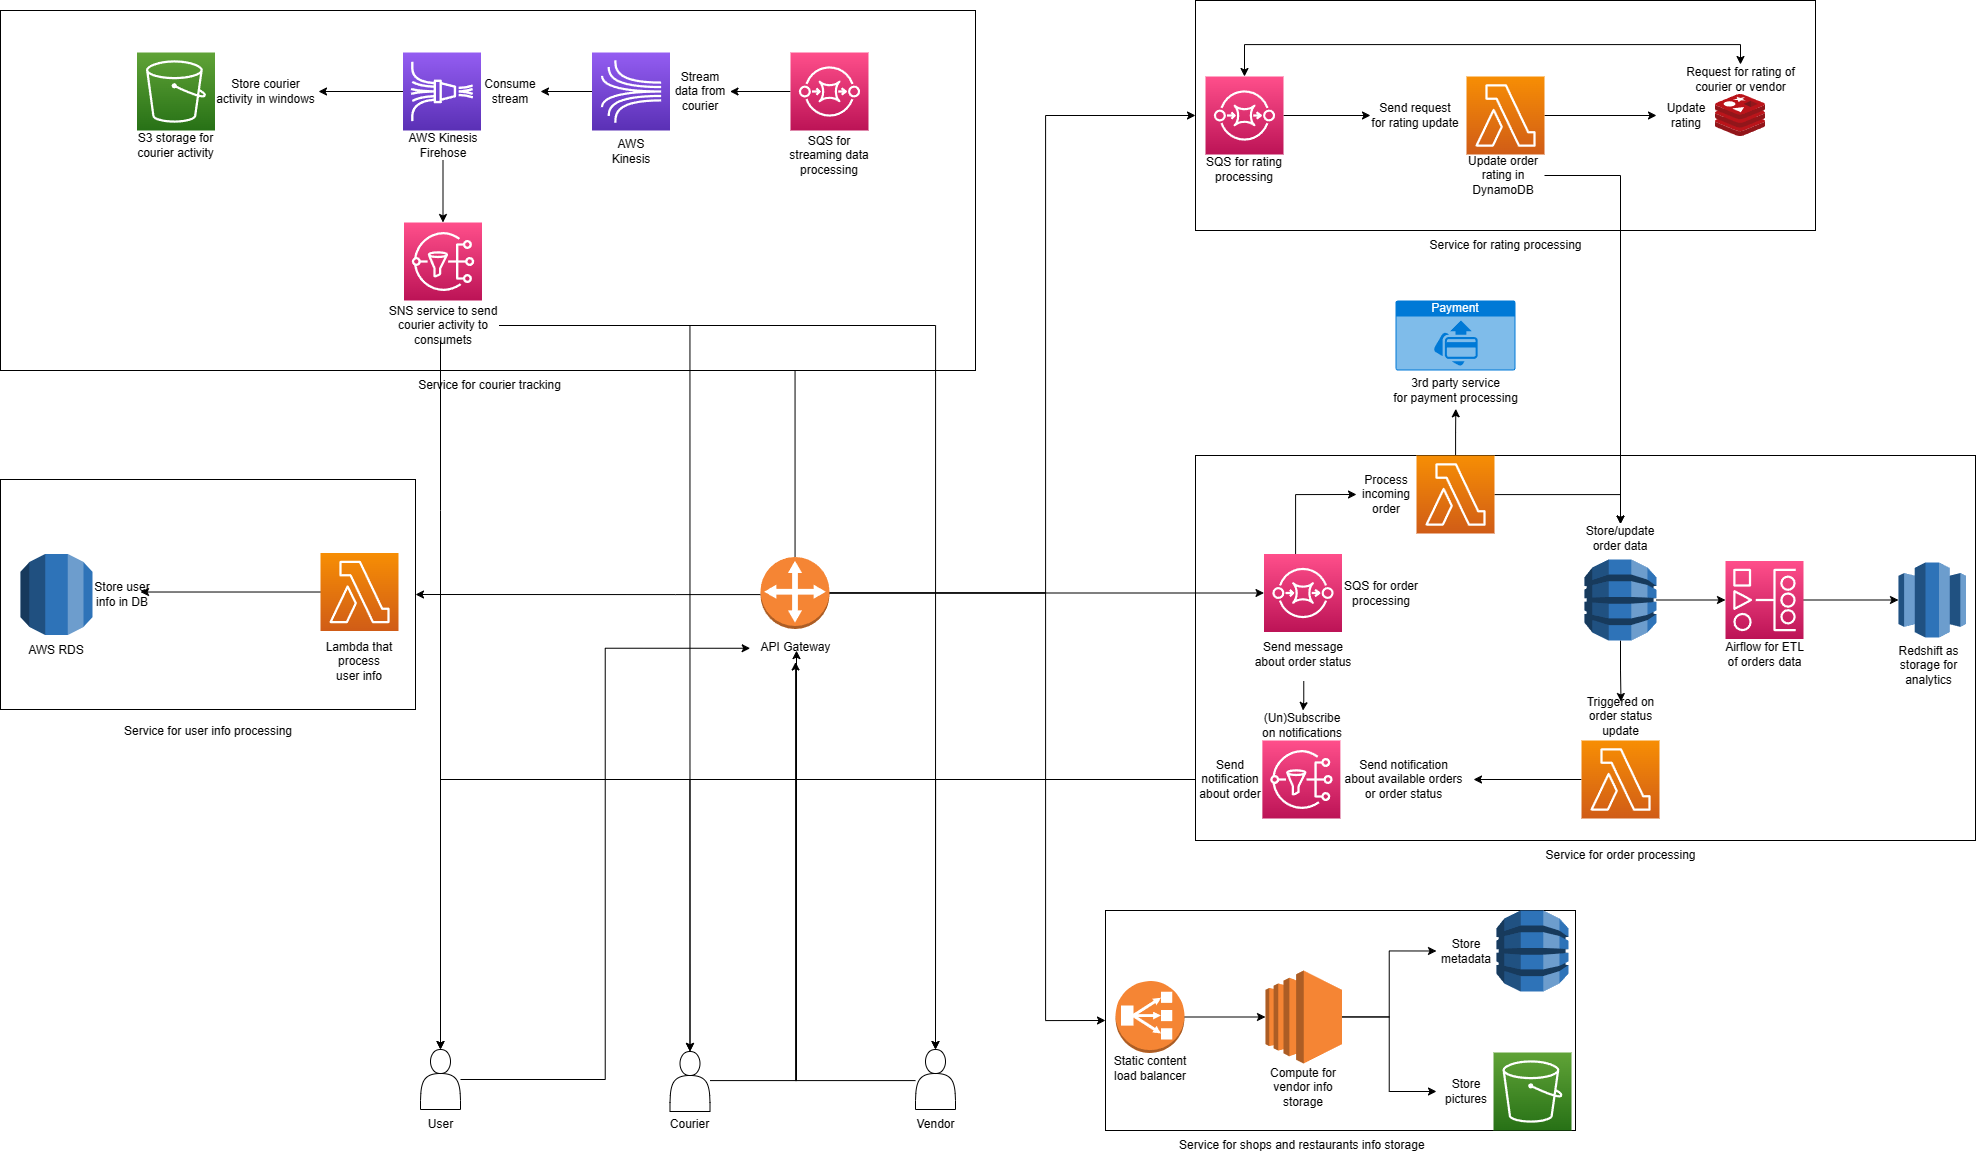 Store courier
activity in windows
Consume
stream
Stream
data from
courier
S3 storage for
courier activity
AWS Kinesis
Firehose
AWS
Kinesis
SQS for
streaming data
processing
SNS service to send
courier activity to
consumets
Service for courier tracking
Request for rating of
courier or vendor
Send request
for rating update
Update
rating
SQS for rating
processing
Update order
rating in
DynamoDB
Service for rating processing
Payment
3rd party service
for payment processing
Process
incoming
order
Store/update
order data
SQS for order
processing
Send message
about order status
Airflow for ETL
of orders data
Redshift as
storage for
analytics
(Un)Subscribe
on notifications
Triggered on
order status
update
Send
notification
about order
Send notification
about available orders
or order status
Service for order processing
Store user
info in DB
AWS RDS
Lambda that
process
user info
Service for user info processing
API Gateway
User
Courier
Vendor
Store
metadata
Static content
load balancer
Compute for
vendor info
storage
Store
pictures
Service for shops and restaurants info storage